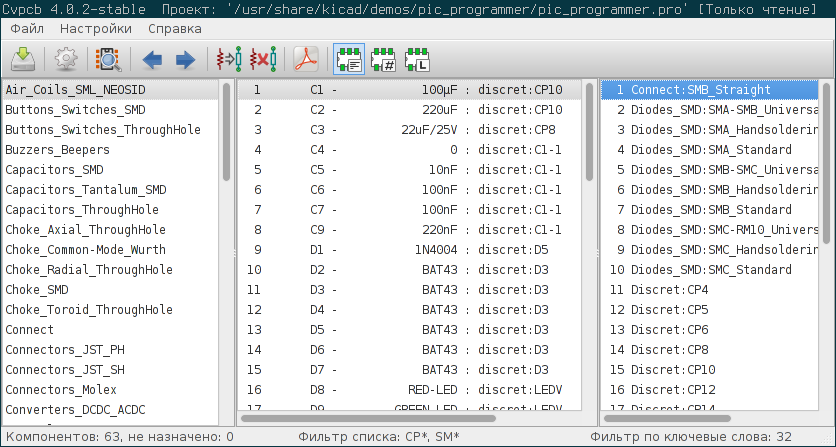 Cvpcb 4.0.2-stable  Проект: '/usr/share/kicad/demos/pic_programmer/pic_programmer.pro' [Только чтение]
Файл Настройки Справка
#
L
Air_Coils_SML_NEOSID
Buttons_Switches_SMD
Buttons_Switches_ThroughHole
Buzzers_Beepers
Capacitors_SMD
Capacitors_Tantalum_SMD
Capacitors_ThroughHole
Choke_Axial_ThroughHole
Choke_Common-Mode_Wurth
Choke_Radial_ThroughHole
Choke_SMD
Choke_Toroid_ThroughHole
Connect
Connectors_JST_PH
Connectors_JST_SH
Connectors_Molex
Converters_DCDC_ACDC
1 C1 - 100µF : discret:CP10
2 C2 - 220uF : discret:CP10
3 C3 - 22uF/25V : discret:CP8
4 C4 - 0 : discret:C1-1
5 C5 - 10nF : discret:C1-1
6 C6 - 100nF : discret:C1-1
7 C7 - 100nF : discret:C1-1
8 C9 - 220nF : discret:C1-1
9 D1 - 1N4004 : discret:D5
10 D2 - BAT43 : discret:D3
11 D3 - BAT43 : discret:D3
12 D4 - BAT43 : discret:D3
13 D5 - BAT43 : discret:D3
14 D6 - BAT43 : discret:D3
15 D7 - BAT43 : discret:D3
16 D8 - RED-LED : discret:LEDV
17 D9 - GREEN-LED : discret:LEDV
1 Connect:SMB_Straight
2 Diodes_SMD:SMA-SMB_Universa
3 Diodes_SMD:SMA_Handsoldering
4 Diodes_SMD:SMA_Standard
5 Diodes_SMD:SMB-SMC_Universa
6 Diodes_SMD:SMB_Handsoldering
7 Diodes_SMD:SMB_Standard
8 Diodes_SMD:SMC-RM10_Univers
9 Diodes_SMD:SMC_Handsoldering
10 Diodes_SMD:SMC_Standard
11 Discret:CP4
12 Discret:CP5
13 Discret:CP6
14 Discret:CP8
15 Discret:CP10
16 Discret:CP12
17 Discret:CP14
Компонентов: 63, не назначено: 0 Фильтр списка: CP*, SM* Фильтр по ключевые слова: 32